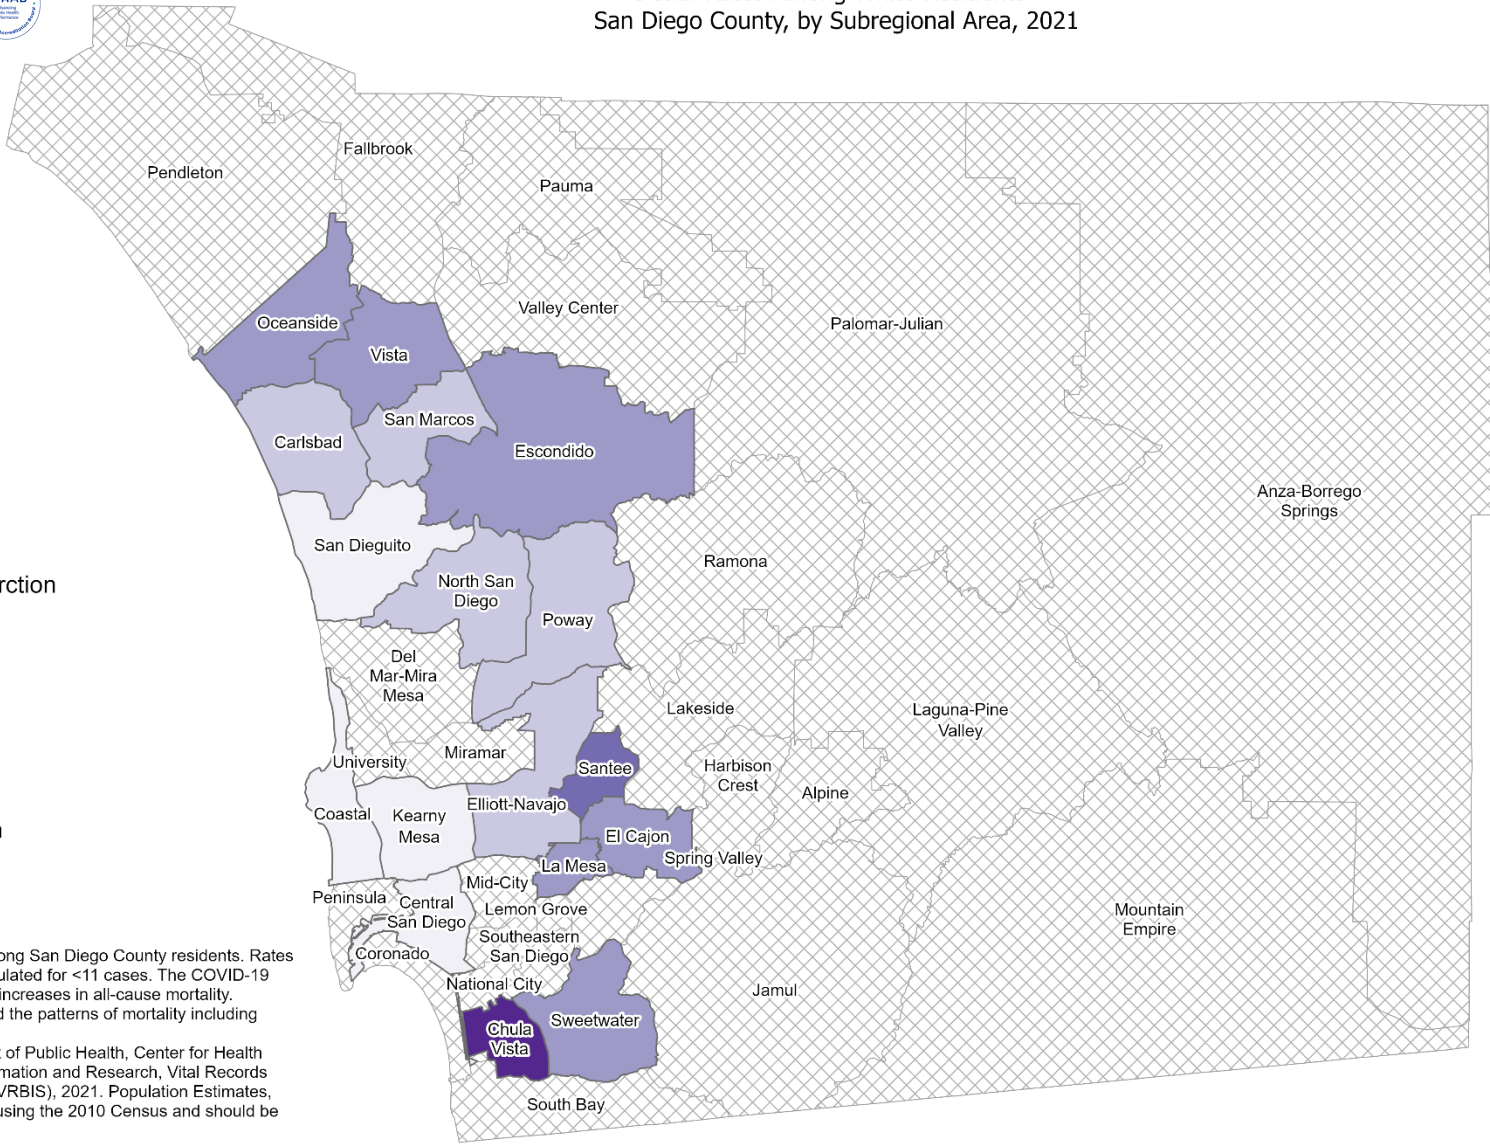 San Diego County, by Subregional Area, 2021
Fallbrook
Pendleton
Pauma
Valley Center
Oceanside
Palomar-Julian
Vista
San Marcos
Carlsbad
Escondido
Anza-Borrego
Springs
San Dieguito
Ramona
North San
Diego
rction
Poway
Del
Mar-Mira
Mesa
Lakeside
Laguna-Pine
Valley
Miramar
University
Santee
Harbison
Crest
Alpine
Elliott-Navajo
Coastal
Kearny
Mesa
El Cajon
Spring Valley
La Mesa
Mid-City
Peninsula
Central
San Diego
Lemon Grove
Mountain
Empire
Southeastern
San Diego
Coronado
National City
Jamul
Sweetwater
Chula
Vista
South Bay
ong San Diego County residents. Rates
ulated for <11 cases. The COVID-19
increases in all-cause mortality.
d the patterns of mortality including
of Public Health, Center for Health
mation and Research, Vital Records
VRBIS), 2021. Population Estimates,
using the 2010 Census and should be